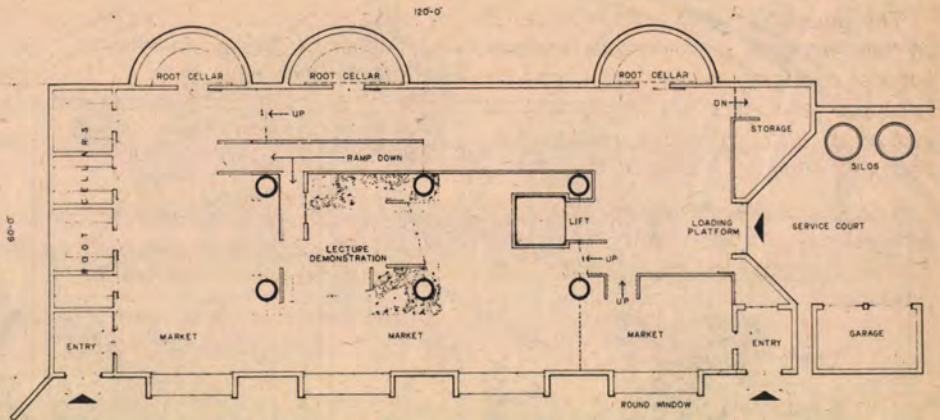 120'-0"
ROOT CELLAR
ROOT CELLAR
ROOT CELLAR
1 ← UP
DN →
STORAGE
ROOT CELLARS
RAMP DOWN
SILOS
60'-0"
LIFT
LOADING
PLATFORM
SERVICE COURT
LECTURE
DEMONSTRATION
← UP
UP
MARKET
MARKET
MARKET
ENTRY
ENTRY
GARAGE
ROUND WINDOW